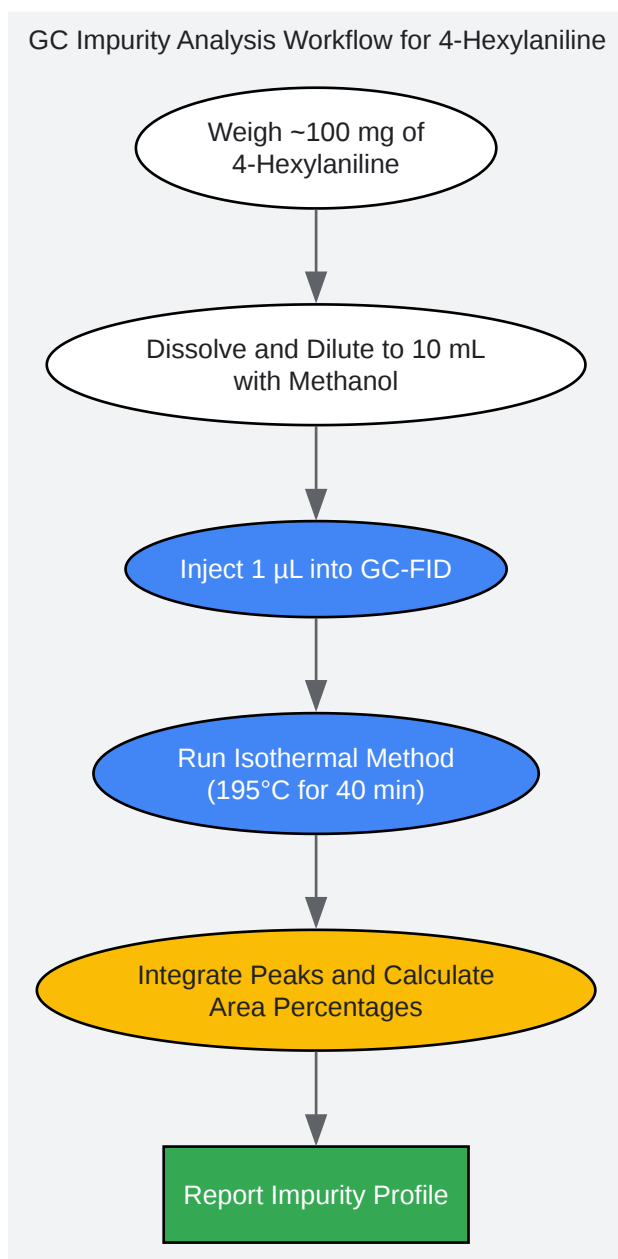 GC Impurity Analysis Workflow for 4-Hexylaniline
Weigh ~100 mg of
4-Hexylaniline
Dissolve and Dilute to 10 mL
with Methanol
Inject 1 µL into GC-FID
Run Isothermal Method
(195°C for 40 min)
Integrate Peaks and Calculate
Area Percentages
Report Impurity Profile